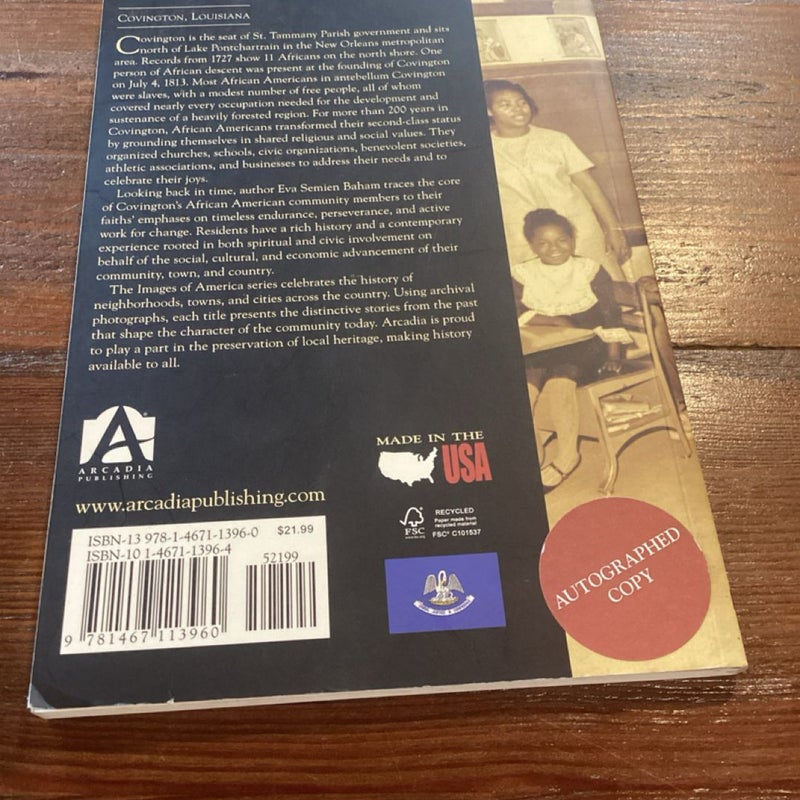 COVINGTON, LOUISIANA
Covington is the seat of St. Tammany Parish government and sits
north of Lake Pontchartrain in the New Orleans metropolitan
area. Records from 1727 show 11 Africans on the north shore. One
person of African descent was present at the founding of Covington
on July 4, 1813. Most African Americans in antebellum Covington
were slaves, with a modest number of free people, all of whom
covered nearly every occupation needed for the development and
sustenance of a heavily forested region. For more than 200 years in
Covington, African Americans transformed their second-class status
by grounding themselves in shared religious and social values. They
organized churches, schools, civic organizations, benevolent societies,
athletic associations, and businesses to address their needs and to
celebrate their joys.
Looking back in time, author Eva Semien Baham traces the core
of Covington's African American community members to their
faiths' emphases on timeless endurance, perseverance, and active
work for change. Residents have a rich history and a contemporary
experience rooted in both spiritual and civic involvement on
behalf of the social, cultural, and economic advancement of their
community, town, and country.
The Images of America series celebrates the history of
neighborhoods, towns, and cities across the country. Using archival
photographs, each title presents the distinctive stories from the past
that shape the character of the community today. Arcadia is proud
to play a part in the preservation of local heritage, making history
available to all.
A
ARCADIA
PUBLISHING
www.arcadiapublishing.com
MADE IN THE
USA
FSC
RECYCLED
Paper made from
recycled material
FSC® C101537
ISBN-13 978-1-4671-1396-0 $21.99
ISBN-10 1-4671-1396-4
52199
9 781467 113960
AUTOGRAPHED
COPY